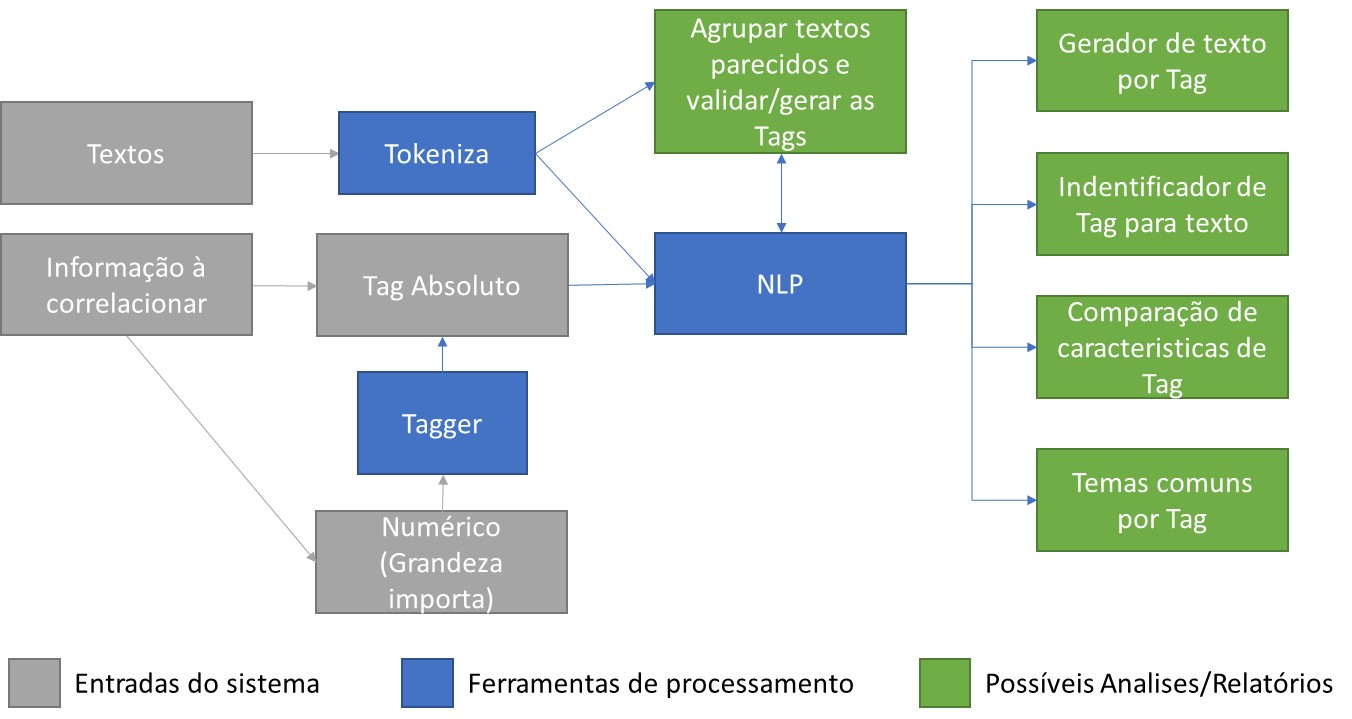 Agrupar textos
parecidos e
validar/gerar as
Tags
Gerador de texto
por Tag
Textos
Tokeniza
Indentificador de
Tag para texto
Informação à
correlacionar
Tag Absoluto
NLP
Comparação de
caracteristicas de
Tag
Tagger
Temas comuns
por Tag
Numérico
(Grandeza
importa)
Entradas do sistema
Ferramentas de processamento
Possíveis Analises/Relatórios